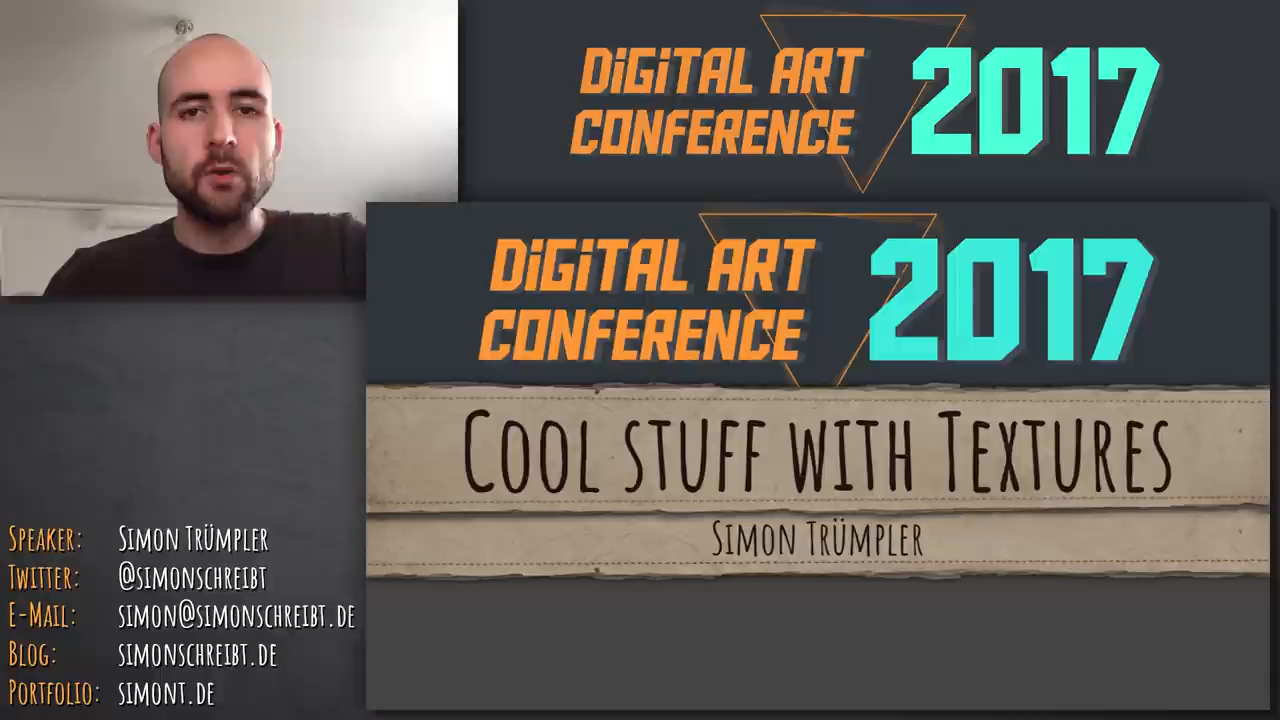 DiGiTAL ART
CONFERENCE
2017
DiGiTAL ART
CONFERENCE
2017
COOL STUFF WITH TEXTURES
SIMON TRÜMPLER
SPEAKER: SIMON TRÜMPLER
TWITTER: @SIMONSCHREIBT
E-MAIL: SIMON@SIMONSCHREIBT.DE
BLOG: SIMONSCHREIBT.DE
PORTFOLIO: SIMONT.DE